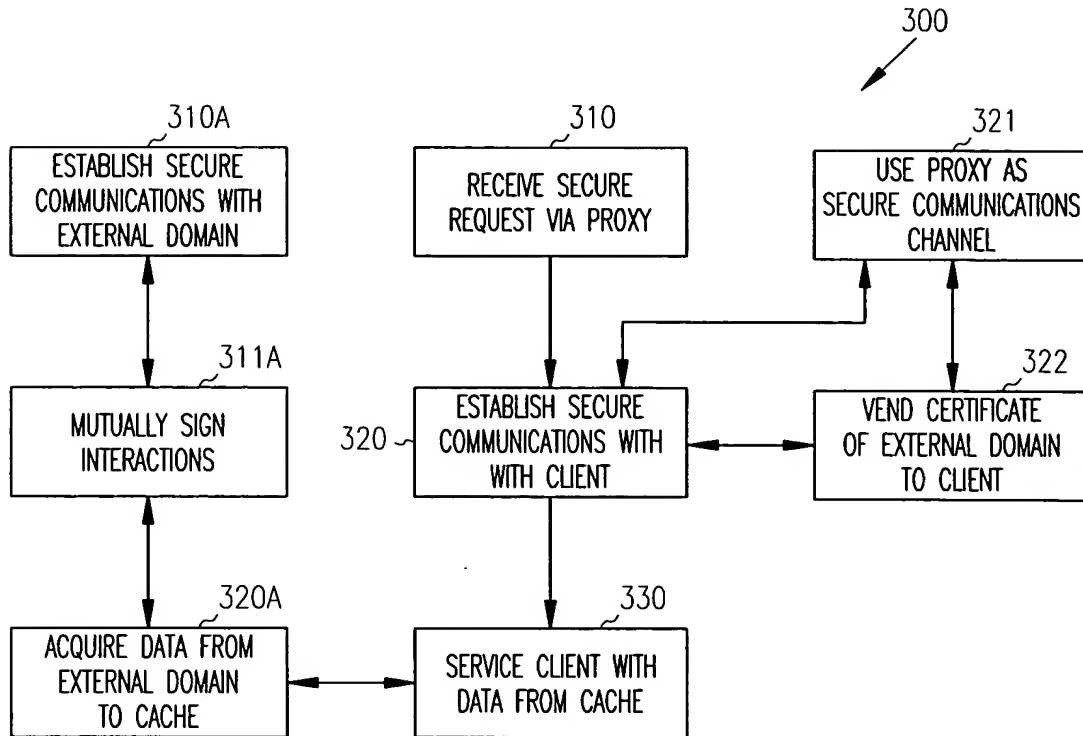 300
310A
ESTABLISH SECURE
COMMUNICATIONS WITH
EXTERNAL DOMAIN
310
RECEIVE SECURE
REQUEST VIA PROXY
321
USE PROXY AS
SECURE COMMUNICATIONS
CHANNEL
311A
MUTUALLY SIGN
INTERACTIONS
320
ESTABLISH SECURE
COMMUNICATIONS WITH
WITH CLIENT
322
VEND CERTIFICATE
OF EXTERNAL DOMAIN
TO CLIENT
320A
ACQUIRE DATA FROM
EXTERNAL DOMAIN
TO CACHE
330
SERVICE CLIENT WITH
DATA FROM CACHE